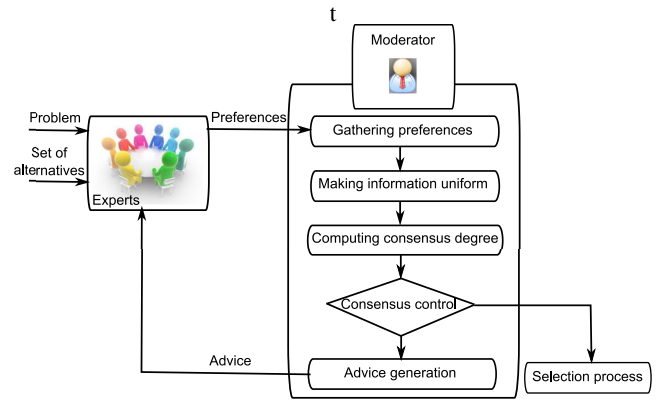 t
Moderator
Problem
Set of
alternatives
Experts
Preferences
Gathering preferences
Making information uniform
Computing consensus degree
Consensus control
Advice
Advice generation
Selection process